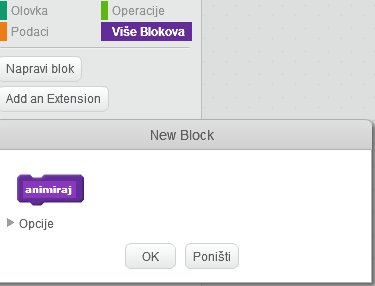 Olovka Operacije
Podaci Više Blokova
Napravi blok
Add an Extension
New Block
animiraj
Opcije
OK Poništi